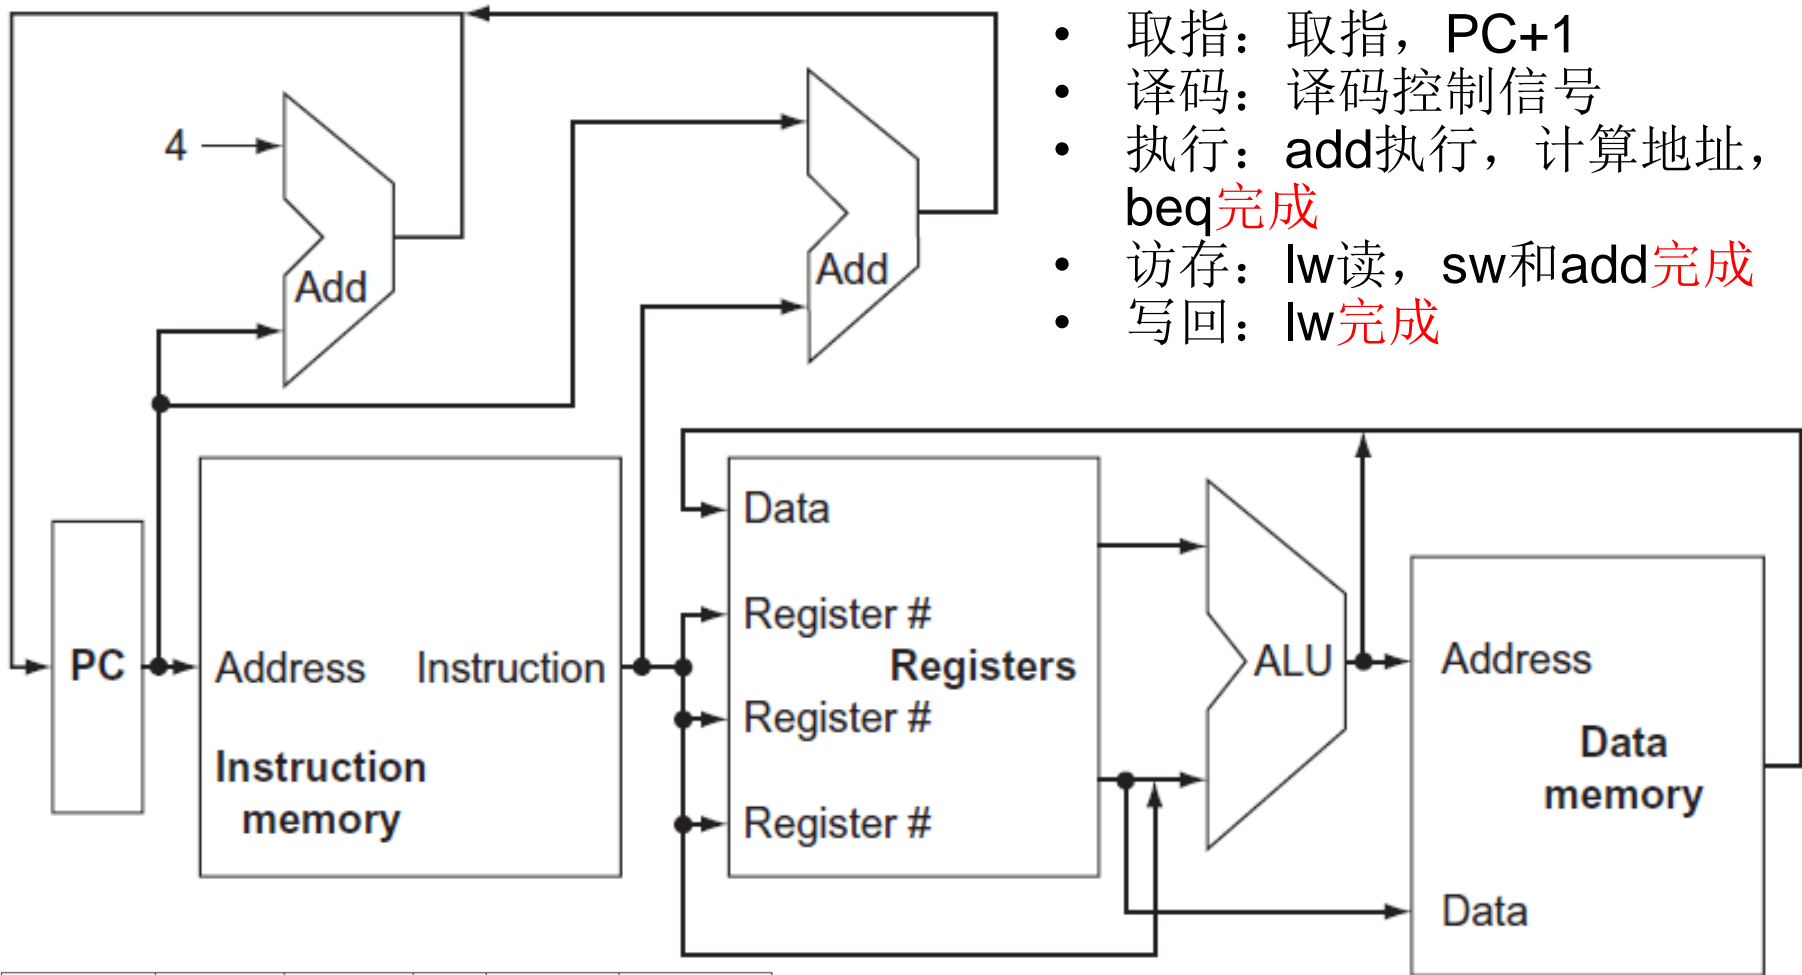 • 取指：取指，PC+1
• 译码：译码控制信号
• 执行：add执行，计算地址，
beq完成
• 访存：lw读，sw和add完成
• 写回：lw完成
4
Add
Add
PC
Address
Instruction
Instruction
memory
Data
Register #
Registers
Register #
Register #
ALU
Address
Data
memory
Data